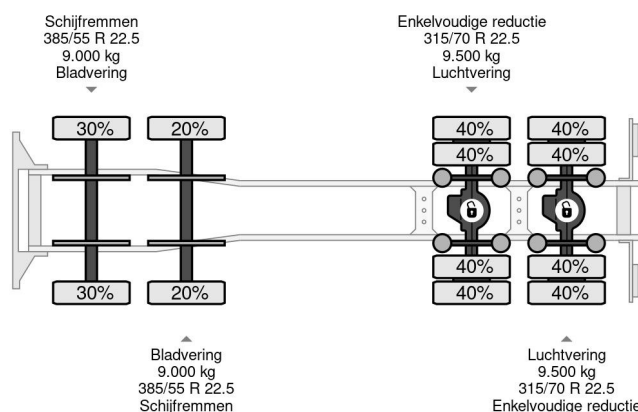 Schijfremmen
385/55 R 22.5
9.000 kg
Bladvering
Enkelvoudige reductie
315/70 R 22.5
9.500 kg
Luchtvering
30%
20%
40%
40%
40%
40%
40%
40%
30%
20%
40%
40%
Bladvering
9.000 kg
385/55 R 22.5
Schijfremmen
Luchtvering
9.500 kg
315/70 R 22.5
Enkelvoudige reductie